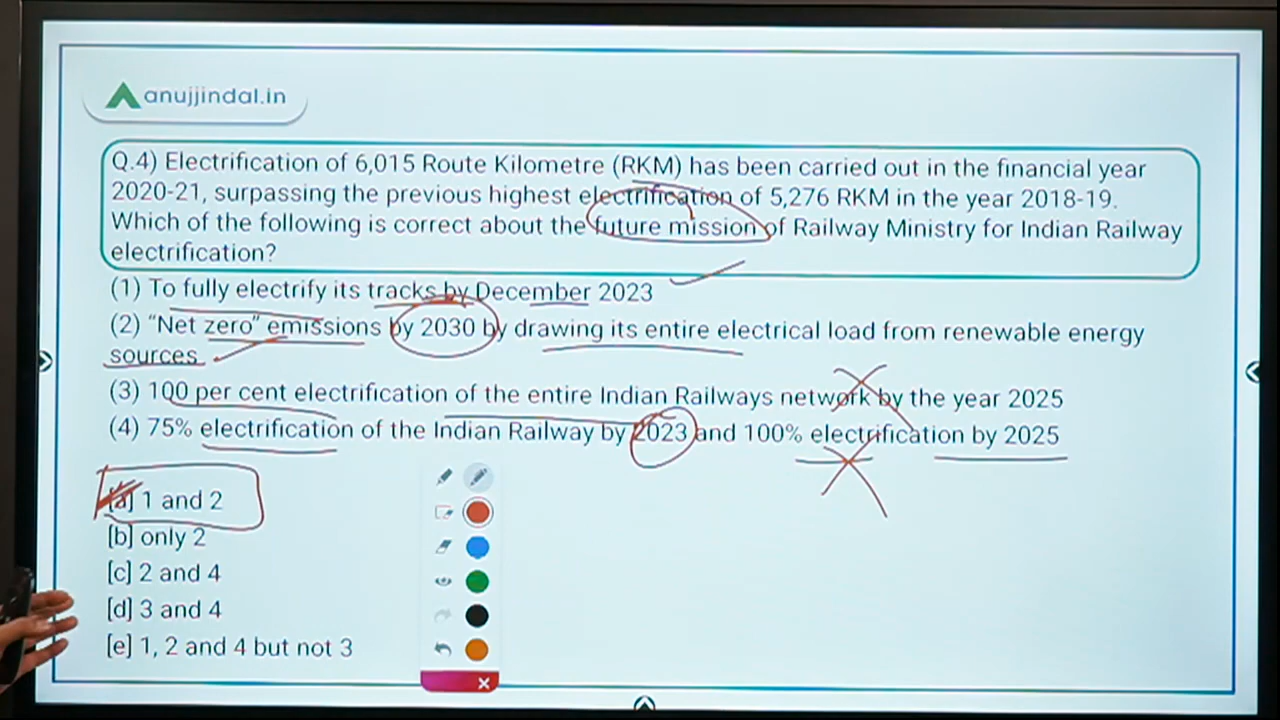 anujjindal.in
Q.4) Electrification of 6,015 Route Kilometre (RKM) has been carried out in the financial year
2020-21, surpassing the previous highest electrification of 5,276 RKM in the year 2018-19.
Which of the following is correct about the future mission of Railway Ministry for Indian Railway
electrification?
(1) To fully electrify its tracks by December 2023
(2) “Net zero” emissions by 2030 by drawing its entire electrical load from renewable energy
sources
(3) 100 per cent electrification of the entire Indian Railways network by the year 2025
(4) 75% electrification of the Indian Railway by 2023 and 100% electrification by 2025
[a] 1 and 2
[b] only 2
[c] 2 and 4
[d] 3 and 4
[e] 1, 2 and 4 but not 3